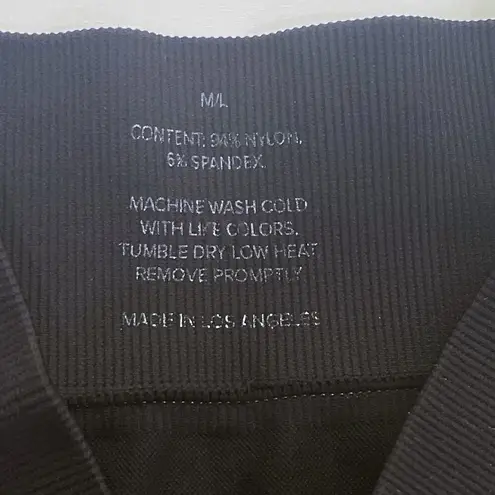 M/L
CONTENT: 94% NYLON,
6% SPANDEX.
MACHINE WASH COLD
WITH LIKE COLORS.
TUMBLE DRY LOW HEAT
REMOVE PROMPTLY
MADE IN LOS ANGELES